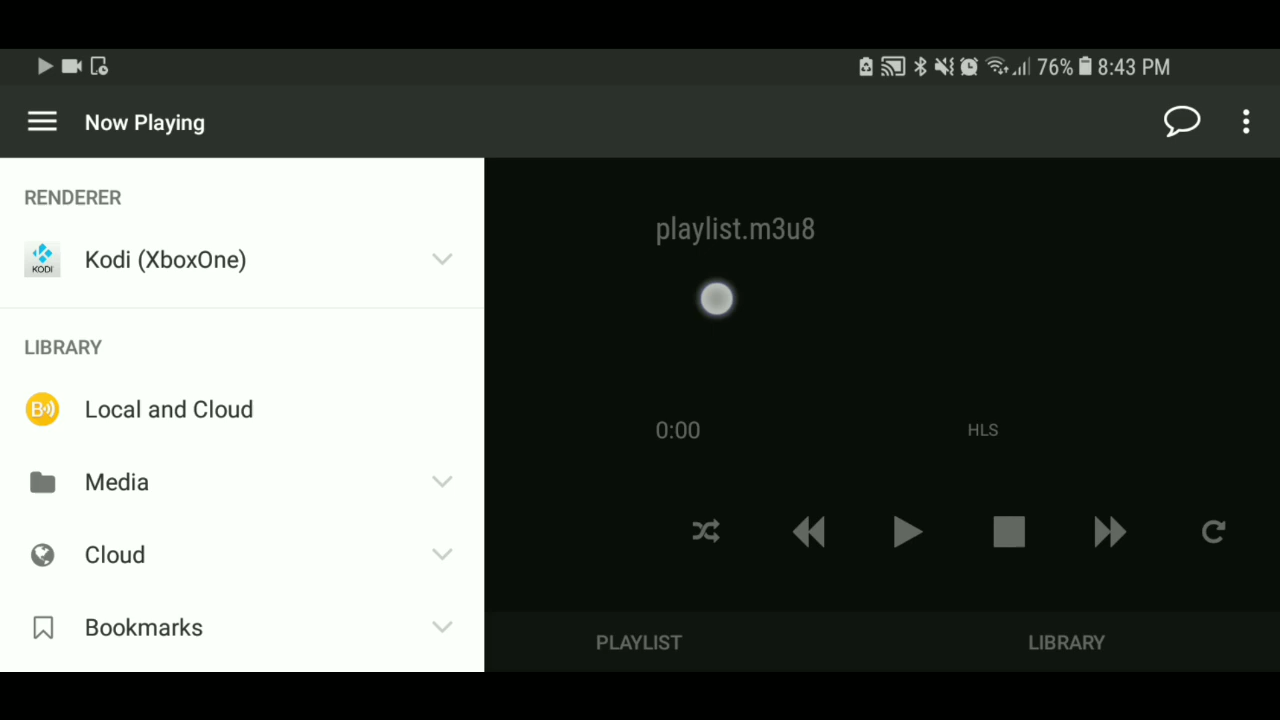 76% 8:43 PM
Now Playing
RENDERER
KODI
Kodi (XboxOne)
LIBRARY
B
Local and Cloud
Media
Cloud
Bookmarks
playlist.m3u8
0:00 HLS
PLAYLIST LIBRARY